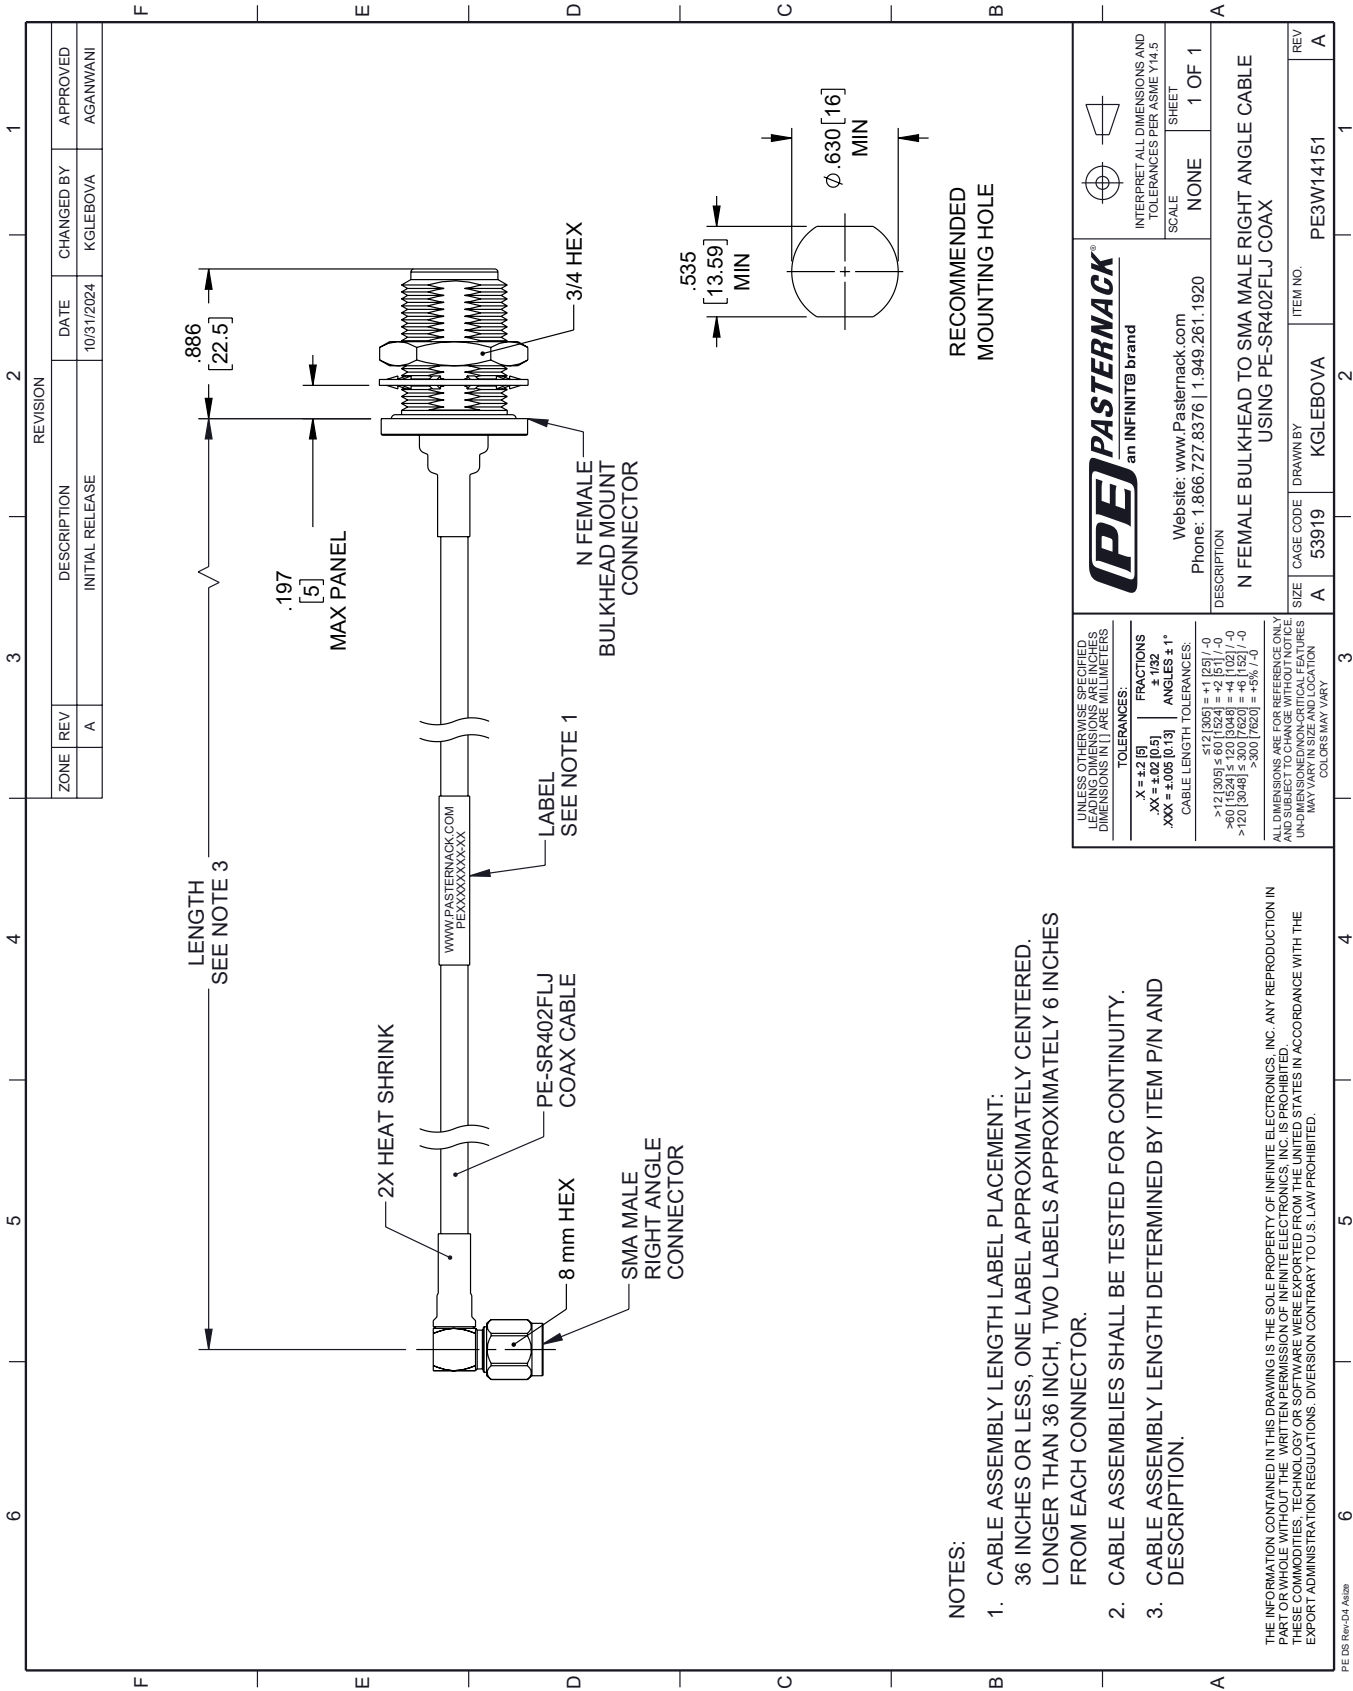 REVISION
ZONE REV DESCRIPTION DATE CHANGED BY APPROVED
A INITIAL RELEASE 10/31/2024 KGLEBOVA AGANWANI
6 5 4 3 2 1
F
E
D
C
B
A
LENGTH
SEE NOTE 3
.886
[22.5]
.197
[5]
MAX PANEL
2X HEAT SHRINK
WWW.PASTERNACK.COM
PEXXXXXXXX-XX
3/4 HEX
8 mm HEX
PE-SR402FLJ
COAX CABLE
LABEL
SEE NOTE 1
N FEMALE
BULKHEAD MOUNT
CONNECTOR
SMA MALE
RIGHT ANGLE
CONNECTOR
.535
[13.59]
MIN
Ø.630 [16]
MIN
RECOMMENDED
MOUNTING HOLE
NOTES:
1. CABLE ASSEMBLY LENGTH LABEL PLACEMENT:
36 INCHES OR LESS, ONE LABEL APPROXIMATELY CENTERED.
LONGER THAN 36 INCH, TWO LABELS APPROXIMATELY 6 INCHES
FROM EACH CONNECTOR.
2. CABLE ASSEMBLIES SHALL BE TESTED FOR CONTINUITY.
3. CABLE ASSEMBLY LENGTH DETERMINED BY ITEM P/N AND
DESCRIPTION.
THE INFORMATION CONTAINED IN THIS DRAWING IS THE SOLE PROPERTY OF INFINITE ELECTRONICS, INC. ANY REPRODUCTION IN
PART OR WHOLE WITHOUT THE WRITTEN PERMISSION OF INFINITE ELECTRONICS, INC. IS PROHIBITED.
THESE COMMODITIES, TECHNOLOGY OR SOFTWARE WERE EXPORTED FROM THE UNITED STATES IN ACCORDANCE WITH THE
EXPORT ADMINISTRATION REGULATIONS. DIVERSION CONTRARY TO U.S. LAW PROHIBITED.
UNLESS OTHERWISE SPECIFIED
LEADING DIMENSIONS ARE INCHES
DIMENSIONS IN [ ] ARE MILLIMETERS
TOLERANCES:
.X = ±.2 [5]
.XX = ±.02 [0.5]
.XXX = ±.005 [0.13]
FRACTIONS
± 1/32
ANGLES ± 1°
CABLE LENGTH TOLERANCES:
≤12 [305] = +1 [25] / -0
>12 [305] ≤ 60 [1524] = +2 [51] / -0
>60 [1524] ≤ 120 [3048] = +4 [102] / -0
>120 [3048] ≤ 300 [7620] = +6 [152] / -0
>300 [7620] = +5% / -0
ALL DIMENSIONS ARE FOR REFERENCE ONLY
AND SUBJECT TO CHANGE WITHOUT NOTICE.
UN-DIMENSIONED/NON-CRITICAL FEATURES
MAY VARY IN SIZE AND LOCATION
COLORS MAY VARY
PE PASTERNACK®
an INFINIT@ brand
Website: www.Pasternack.com
Phone: 1.866.727.8376 | 1.949.261.1920
INTERPRET ALL DIMENSIONS AND
TOLERANCES PER ASME Y14.5
SCALE
NONE
SHEET
1 OF 1
DESCRIPTION
N FEMALE BULKHEAD TO SMA MALE RIGHT ANGLE CABLE
USING PE-SR402FLJ COAX
SIZE
A
CAGE CODE
53919
DRAWN BY
KGLEBOVA
ITEM NO.
PE3W14151
REV
A
F
E
D
C
B
A
6 5 4 3 2 1
PE DS Rev-D4 Asize